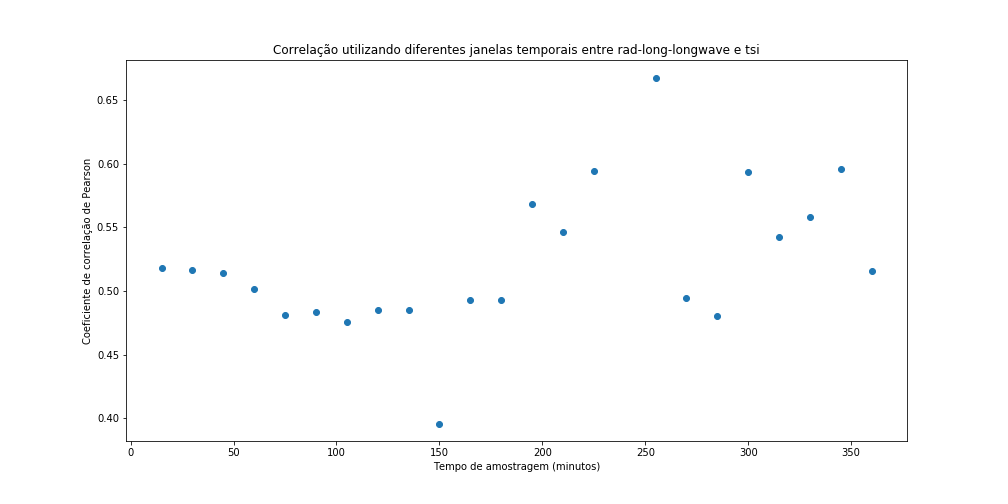 Correlação utilizando diferentes janelas temporais entre rad-long-longwave e tsi
Coeficiente de correlação de Pearson
0.65
0.60
0.55
0.50
0.45
0.40
0 50 100 150 200 250 300 350
Tempo de amostragem (minutos)